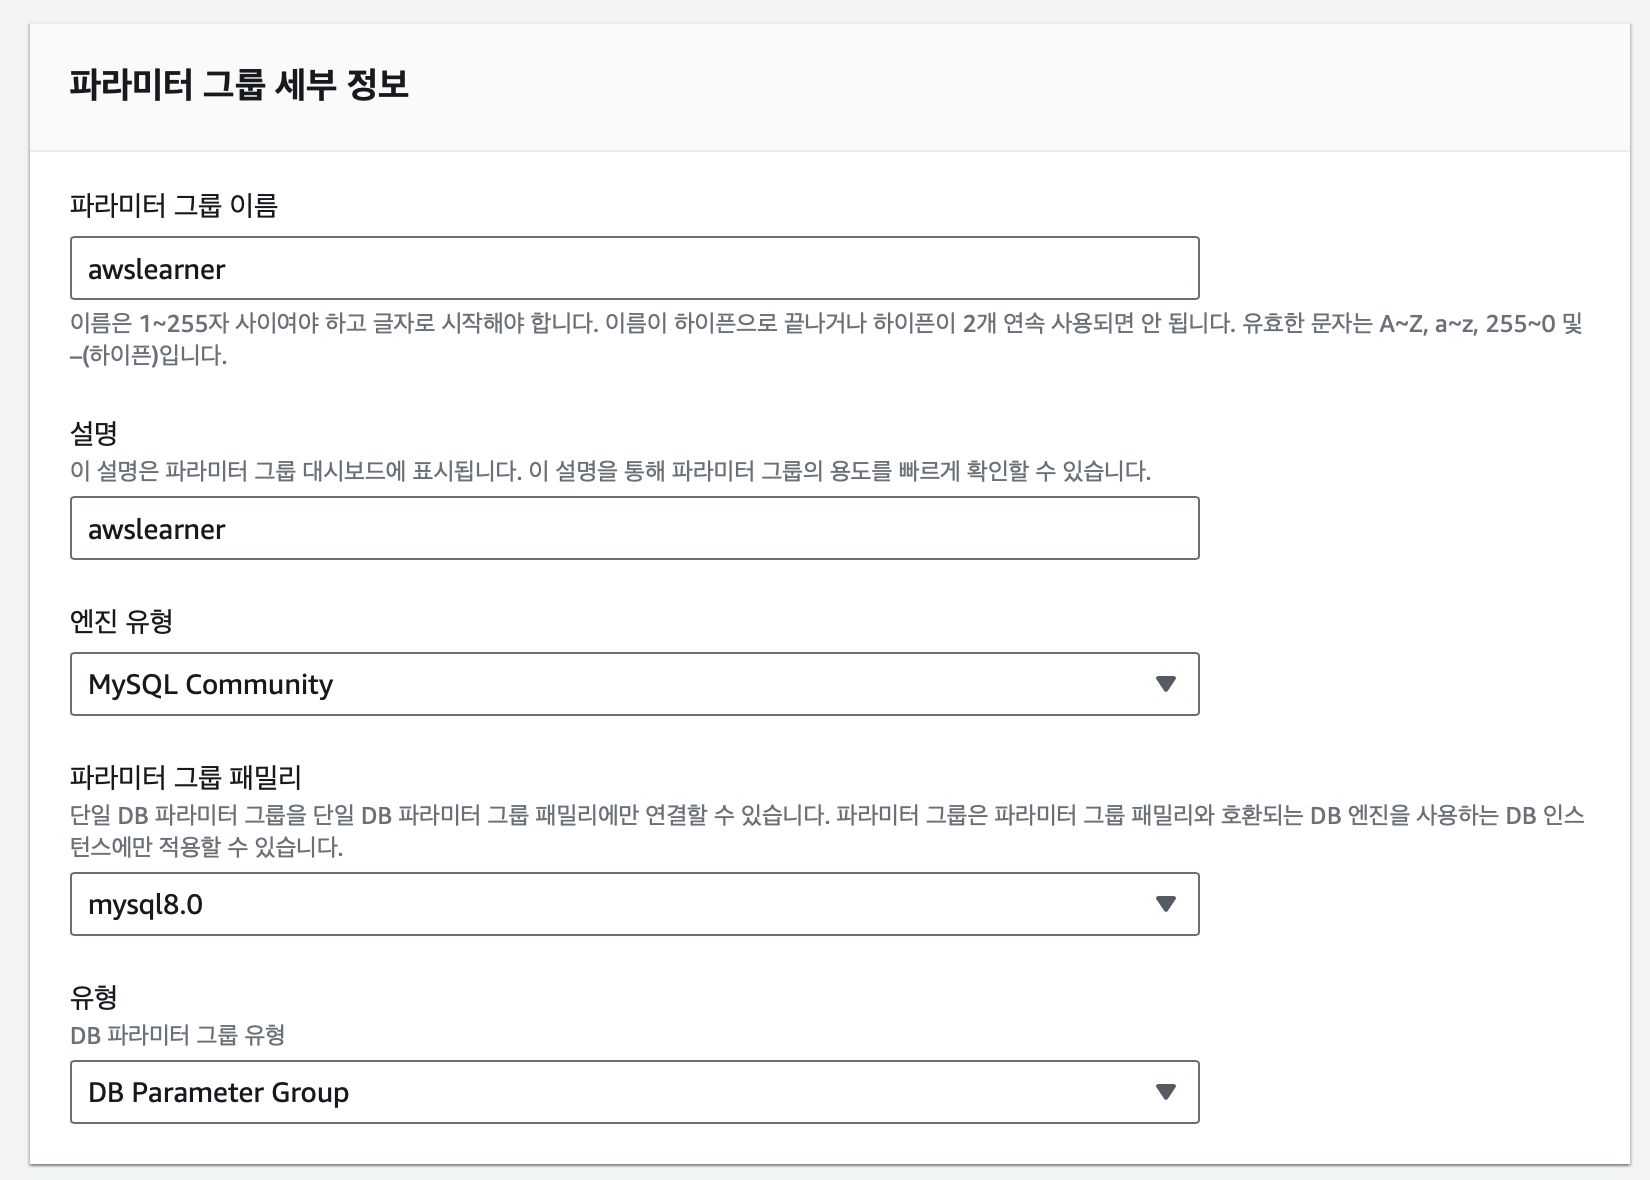 파라미터 그룹 세부 정보
파라미터 그룹 이름
awslearner
이름은 1~255자 사이여야 하고 글자로 시작해야 합니다. 이름이 하이픈으로 끝나거나 하이픈이 2개 연속 사용되면 안 됩니다. 유효한 문자는 A~Z, a~z, 255~0 및
–(하이픈)입니다.
설명
이 설명은 파라미터 그룹 대시보드에 표시됩니다. 이 설명을 통해 파라미터 그룹의 용도를 빠르게 확인할 수 있습니다.
awslearner
엔진 유형
MySQL Community
파라미터 그룹 패밀리
단일 DB 파라미터 그룹을 단일 DB 파라미터 그룹 패밀리에만 연결할 수 있습니다. 파라미터 그룹은 파라미터 그룹 패밀리와 호환되는 DB 엔진을 사용하는 DB 인스
턴스에만 적용할 수 있습니다.
mysql8.0
유형
DB 파라미터 그룹 유형
DB Parameter Group